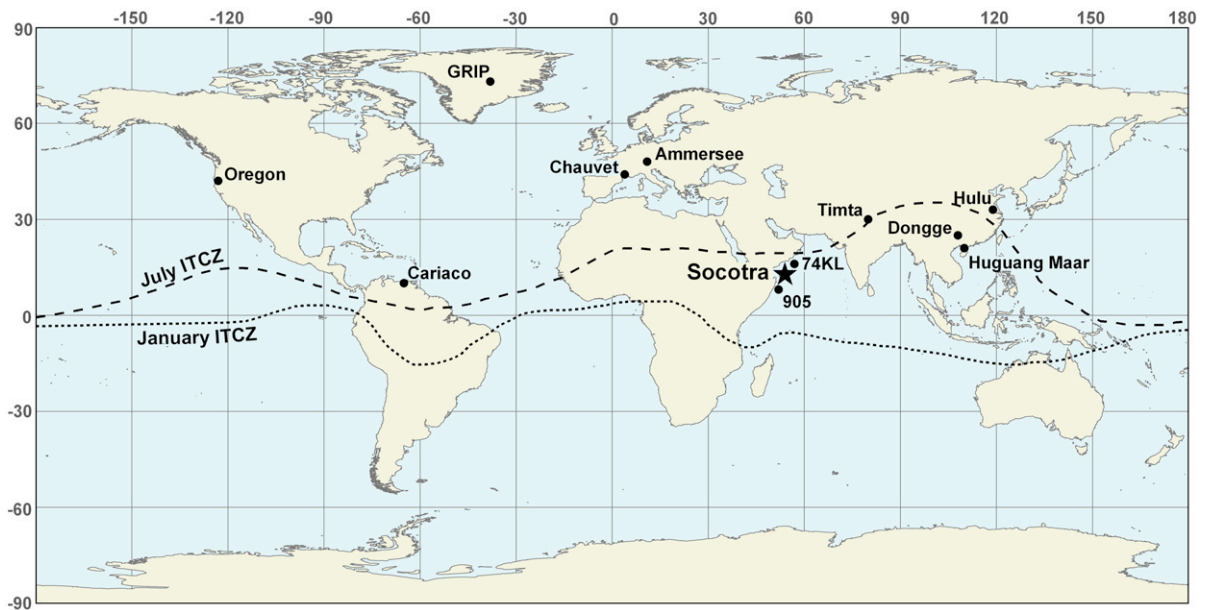 -150 -120 -90 -60 -30 0 30 60 90 120 150 180
90
GRIP
60
Chauvet
Ammersee
Oregon
30
Timta
Hulu
Dongge
July ITCZ
Cariaco
Socotra
74KL
Huguang Maar
905
0
January ITCZ
-30
-60
-90